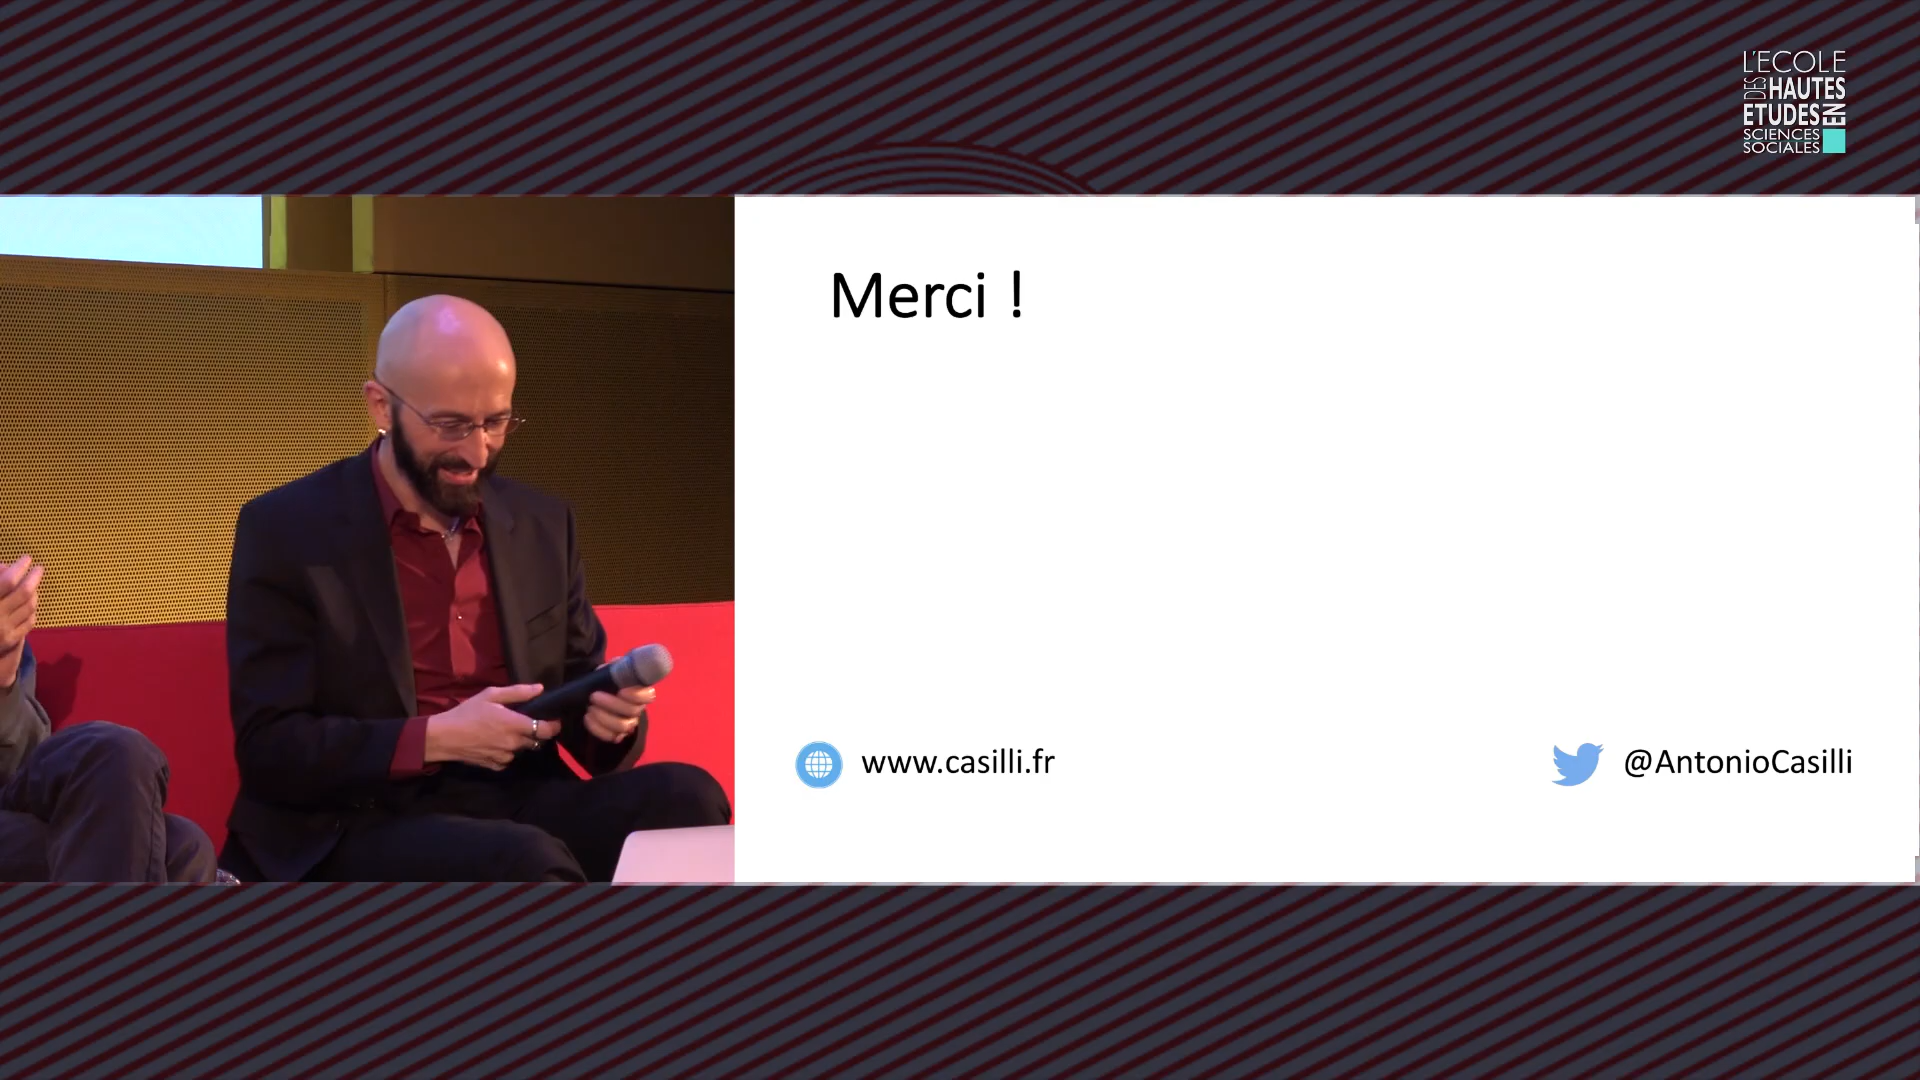 L'ECOLE
DES HAUTES
ETUDES EN
SCIENCES
SOCIALES
Merci !
www.casilli.fr
@AntonioCasilli